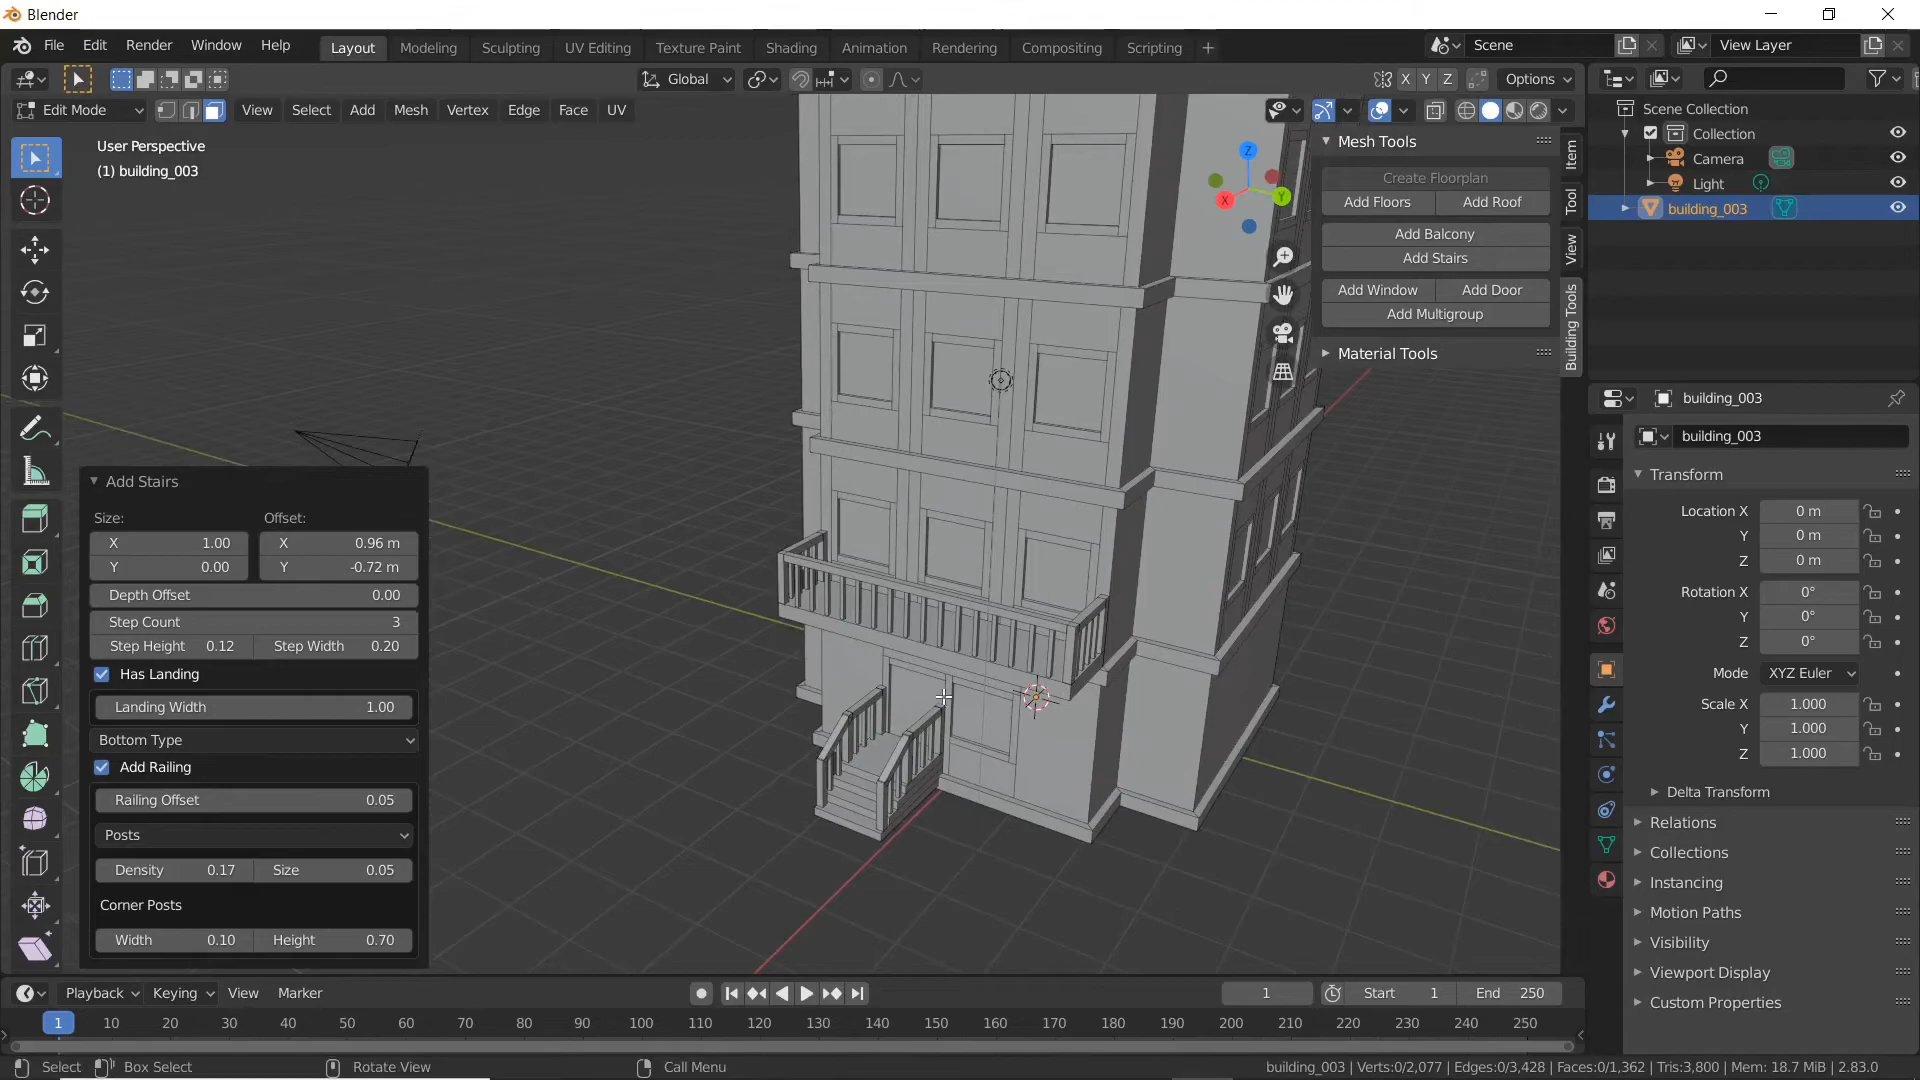 Blender
File Edit Render Window Help Layout Modeling Sculpting UV Editing Texture Paint Shading Animation Rendering Compositing Scripting + Scene View Layer
Global X Y Z Options
Edit Mode View Select Add Mesh Vertex Edge Face UV
User Perspective
(1) building_003
Z
Y
X
Mesh Tools
Create Floorplan
Add Floors Add Roof
Add Balcony
Add Stairs
Add Window Add Door
Add Multigroup
Material Tools
Item
Tool
View
Building Tools
Scene Collection
Collection
Camera
Light
building_003
building_003
building_003
Transform
Location X 0 m
Y 0 m
Z 0 m
Rotation X 0°
Y 0°
Z 0°
Mode XYZ Euler
Scale X 1.000
Y 1.000
Z 1.000
Delta Transform
Relations
Collections
Instancing
Motion Paths
Visibility
Viewport Display
Custom Properties
Add Stairs
Size: Offset:
X 1.00 X 0.96 m
Y 0.00 Y -0.72 m
Depth Offset 0.00
Step Count 3
Step Height 0.12 Step Width 0.20
Has Landing
Landing Width 1.00
Bottom Type
Add Railing
Railing Offset 0.05
Posts
Density 0.17 Size 0.05
Corner Posts
Width 0.10 Height 0.70
Playback Keying View Marker 1 Start 1 End 250
1 10 20 30 40 50 60 70 80 90 100 110 120 130 140 150 160 170 180 190 200 210 220 230 240 250
Select Box Select Rotate View Call Menu building_003 | Verts:0/2,077 | Edges:0/3,428 | Faces:0/1,362 | Tris:3,800 | Mem: 18.7 MiB | 2.83.0